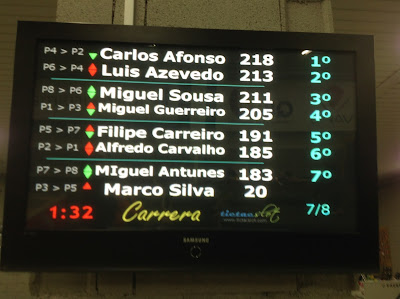 P4 > P2 Carlos Afonso 218 1º
P6 > P4 Luis Azevedo 213 2º
P8 > P6 Miguel Sousa 211 3º
P1 > P3 Miguel Guerreiro 205 4º
P5 > P7 Filipe Carreiro 191 5º
P2 > P1 Alfredo Carvalho 185 6º
P7 > P8 MIguel Antunes 183 7º
P3 > P5 Marco Silva 20
1:32 Carrera 7/8
SAMSUNG